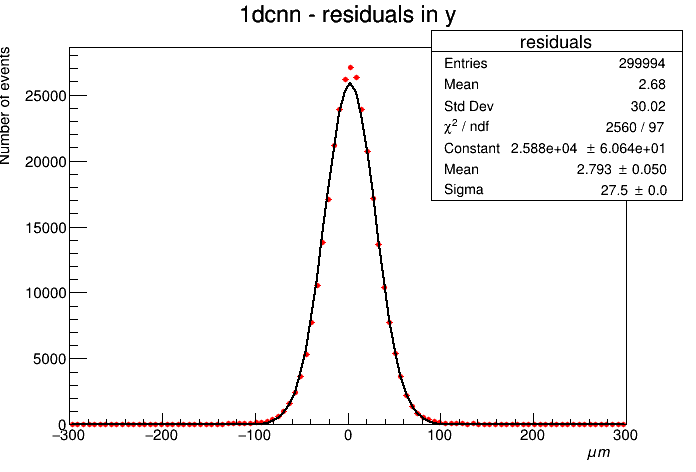 1dcnn - residuals in y
residuals
Entries 299994
Mean 2.68
Std Dev 30.02
χ² / ndf 2560 / 97
Constant 2.588e+04 ± 6.064e+01
Mean 2.793 ± 0.050
Sigma 27.5 ± 0.0
Number of events
25000
20000
15000
10000
5000
0
−300 −200 −100 0 100 200 300
μm